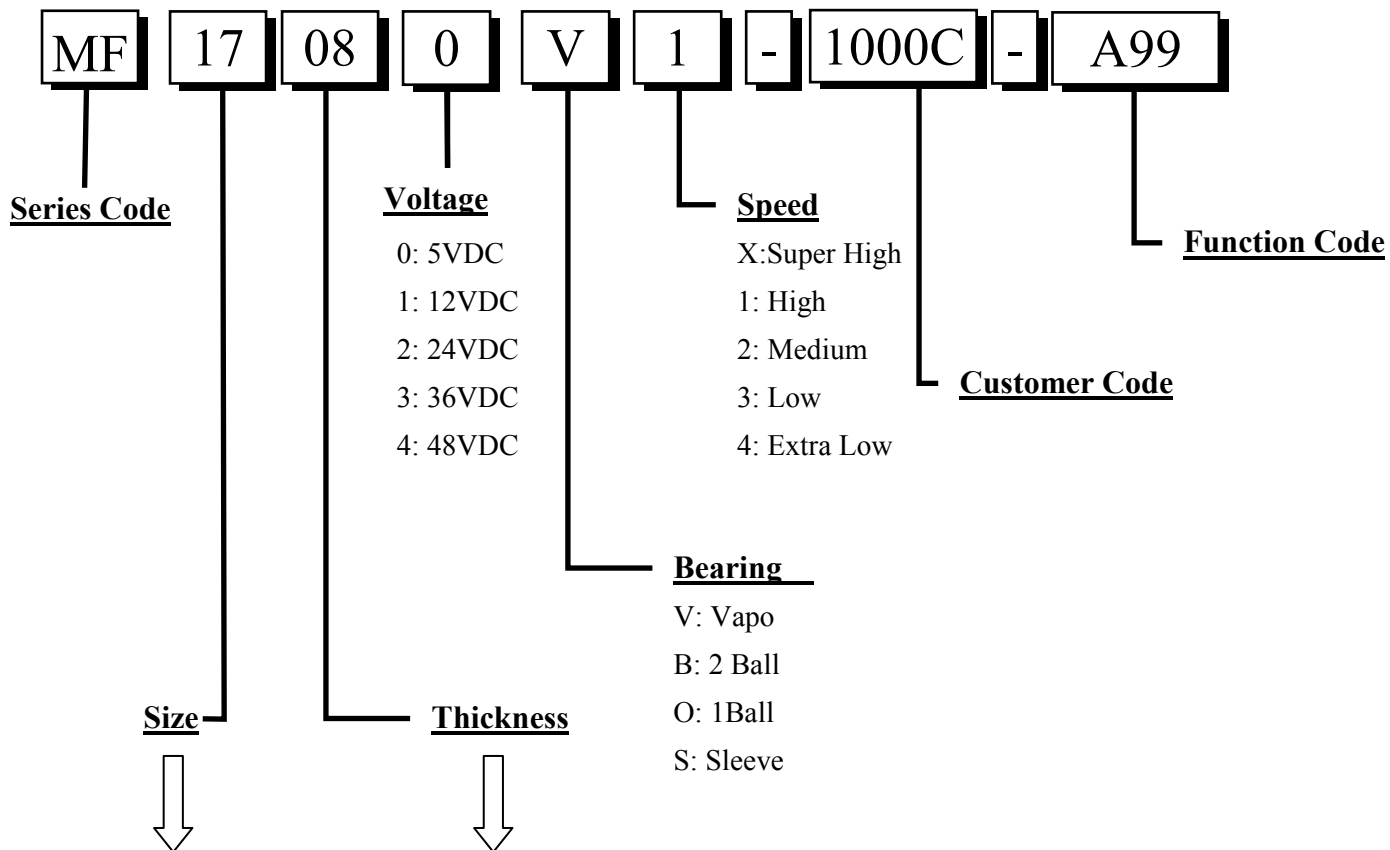 MF 17 08 0 V 1 - 1000C - A99
Series Code
Voltage
0: 5VDC
1: 12VDC
2: 24VDC
3: 36VDC
4: 48VDC
Speed
X:Super High
1: High
2: Medium
3: Low
4: Extra Low
Function Code
Customer Code
Bearing
V: Vapo
B: 2 Ball
O: 1Ball
S: Sleeve
Size
Thickness